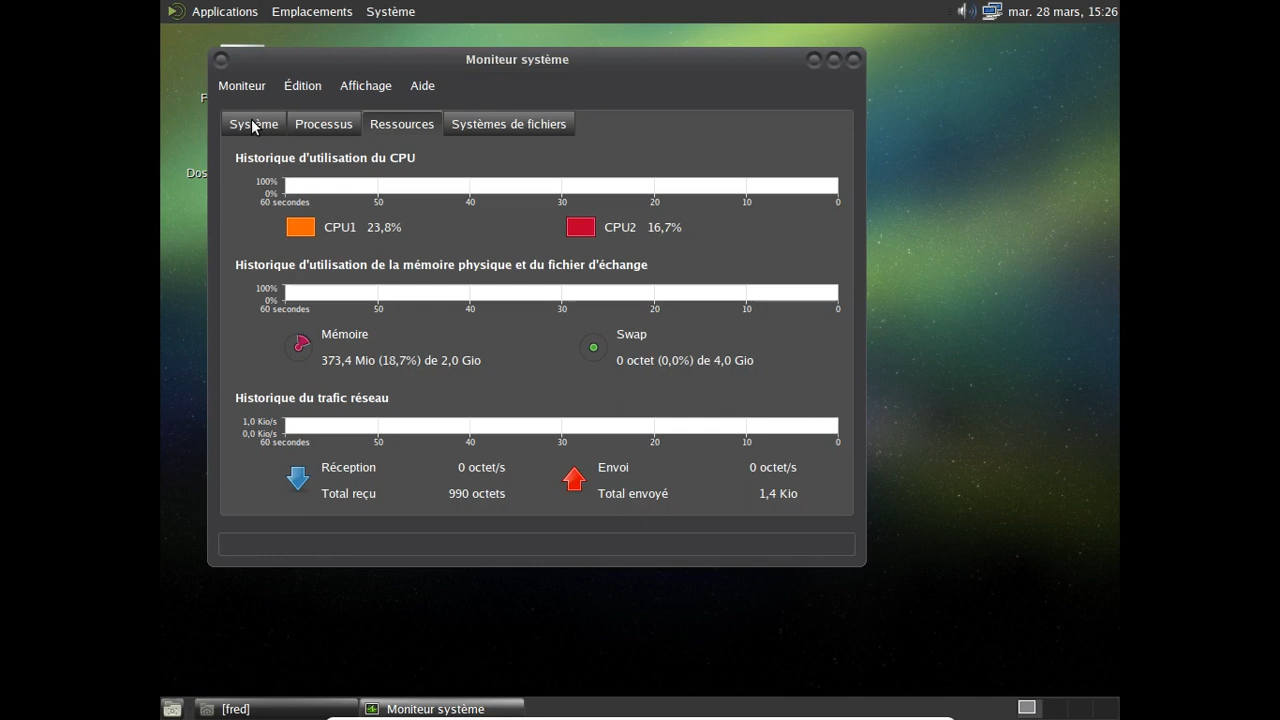 Applications Emplacements Système mar. 28 mars, 15:26
Moniteur système
Moniteur Édition Affichage Aide
Système Processus Ressources Systèmes de fichiers
Historique d'utilisation du CPU
100%
0%
60 secondes 50 40 30 20 10 0
CPU1 23,8% CPU2 16,7%
Historique d'utilisation de la mémoire physique et du fichier d'échange
100%
0%
60 secondes 50 40 30 20 10 0
Mémoire Swap
373,4 Mio (18,7%) de 2,0 Gio 0 octet (0,0%) de 4,0 Gio
Historique du trafic réseau
1,0 Kio/s
0,0 Kio/s
60 secondes 50 40 30 20 10 0
Réception 0 octet/s Envoi 0 octet/s
Total reçu 990 octets Total envoyé 1,4 Kio
[fred] Moniteur système